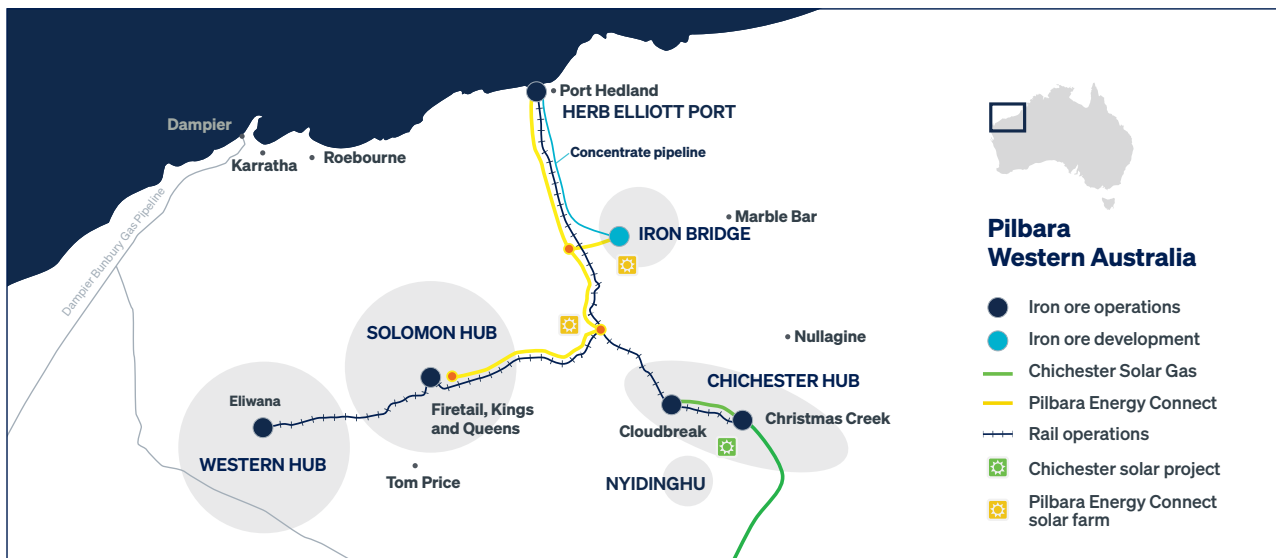 Port Hedland
HERB ELLIOTT PORT
Dampier
Karratha
Roebourne
Concentrate pipeline
Dampier Bunbury Gas Pipeline
Marble Bar
IRON BRIDGE
SOLOMON HUB
Nullagine
CHICHESTER HUB
Eliwana
Firetail, Kings
and Queens
Christmas Creek
Cloudbreak
WESTERN HUB
Tom Price
NYIDINGHU
Pilbara
Western Australia
Iron ore operations
Iron ore development
Chichester Solar Gas
Pilbara Energy Connect
Rail operations
Chichester solar project
Pilbara Energy Connect
solar farm